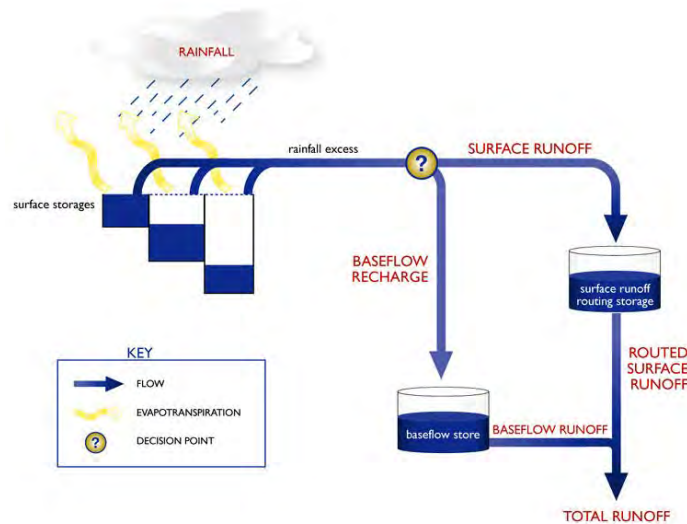 RAINFALL
rainfall excess
?
SURFACE RUNOFF
surface storages
BASEFLOW
RECHARGE
surface runoff
routing storage
KEY
FLOW
EVAPOTRANSPIRATION
?
DECISION POINT
ROUTED
SURFACE
RUNOFF
baseflow store
BASEFLOW RUNOFF
TOTAL RUNOFF